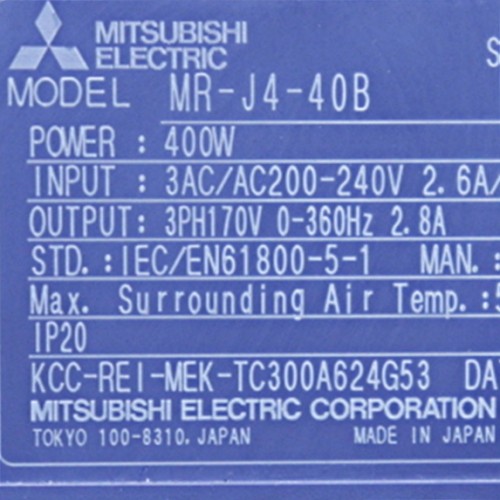 MITSUBISHI
ELECTRIC
S
MODEL MR-J4-40B
POWER : 400W
INPUT : 3AC/AC200-240V 2.6A/
OUTPUT: 3PH170V 0-360Hz 2.8A
STD.: IEC/EN61800-5-1 MAN.:
Max. Surrounding Air Temp.:
IP20
KCC-REI-MEK-TC300A624G53 DA
MITSUBISHI ELECTRIC CORPORATION
TOKYO 100-8310, JAPAN MADE IN JAPAN